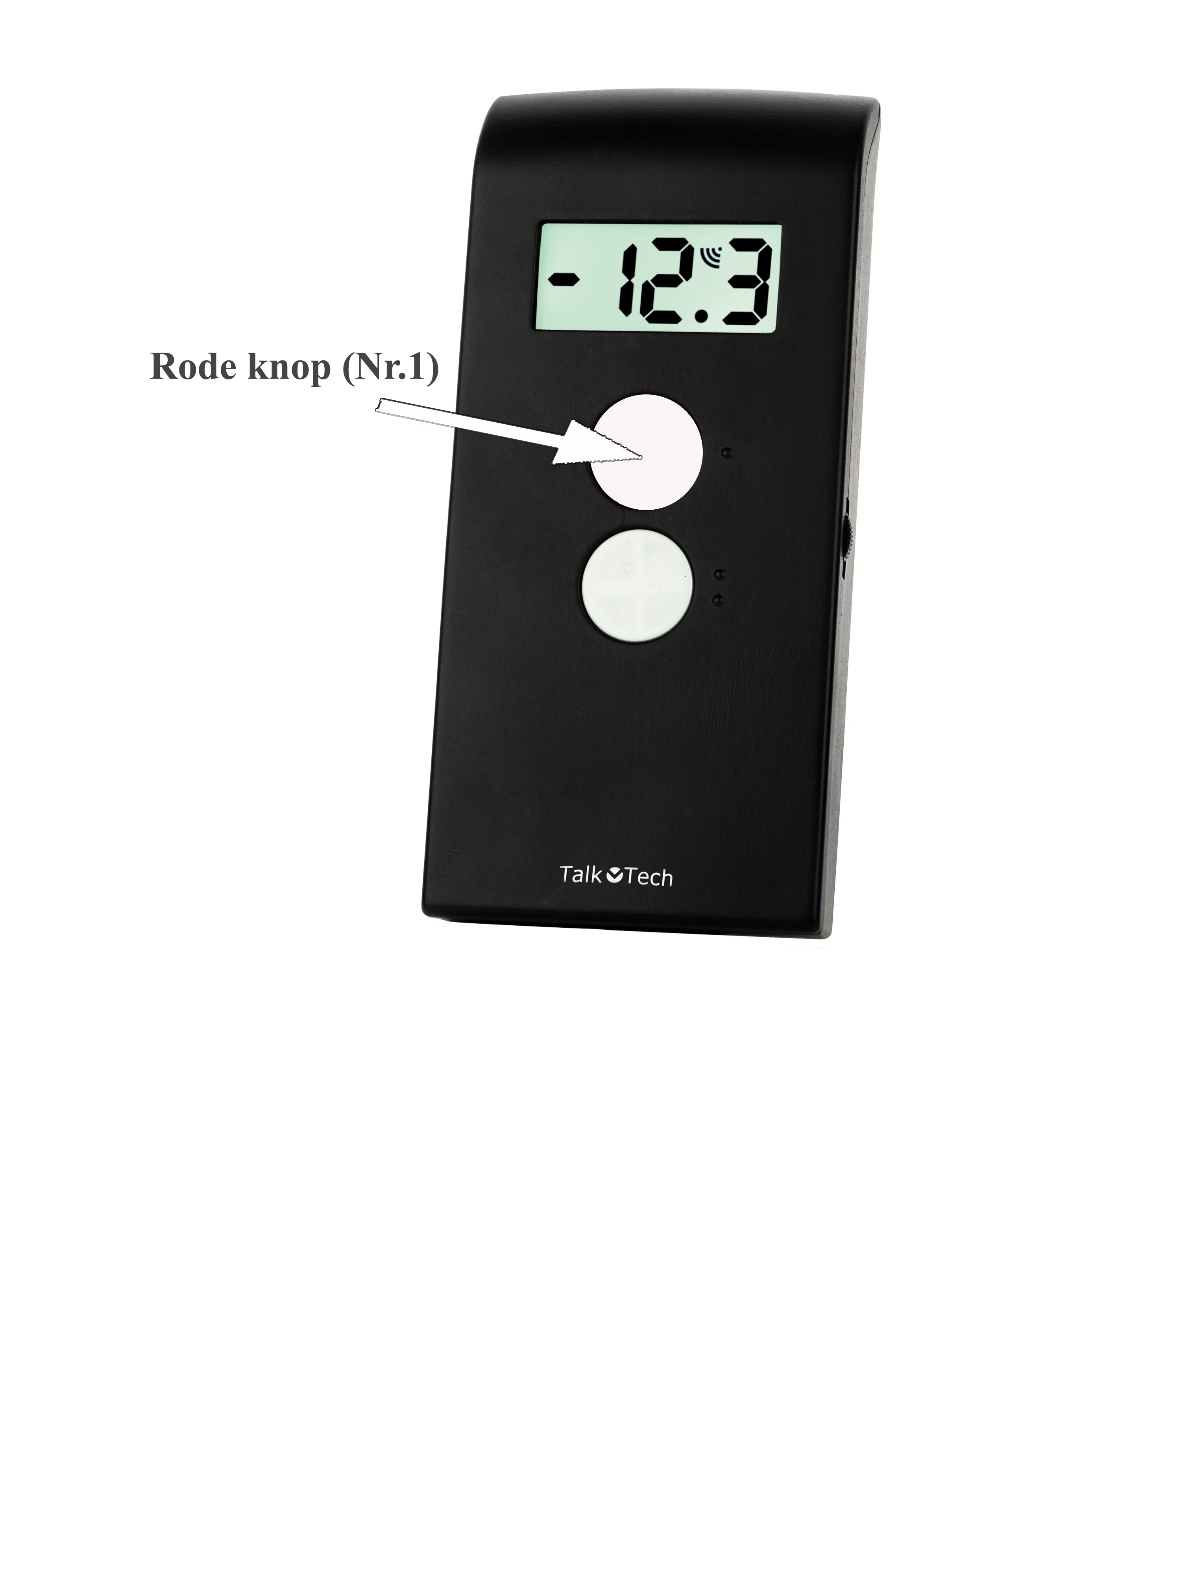 -12.3
Rode knop (Nr.1)
Talk Tech